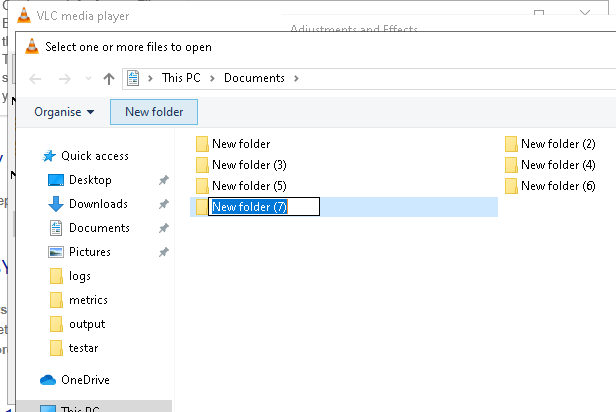 VLC media player
Adjustments and Effects
Select one or more files to open
This PC > Documents >
Organise
New folder
New folder
New folder (2)
New folder (3)
New folder (4)
New folder (5)
New folder (6)
New folder (7)
Quick access
Desktop
Downloads
Documents
Pictures
logs
metrics
output
testar
OneDrive
This PC